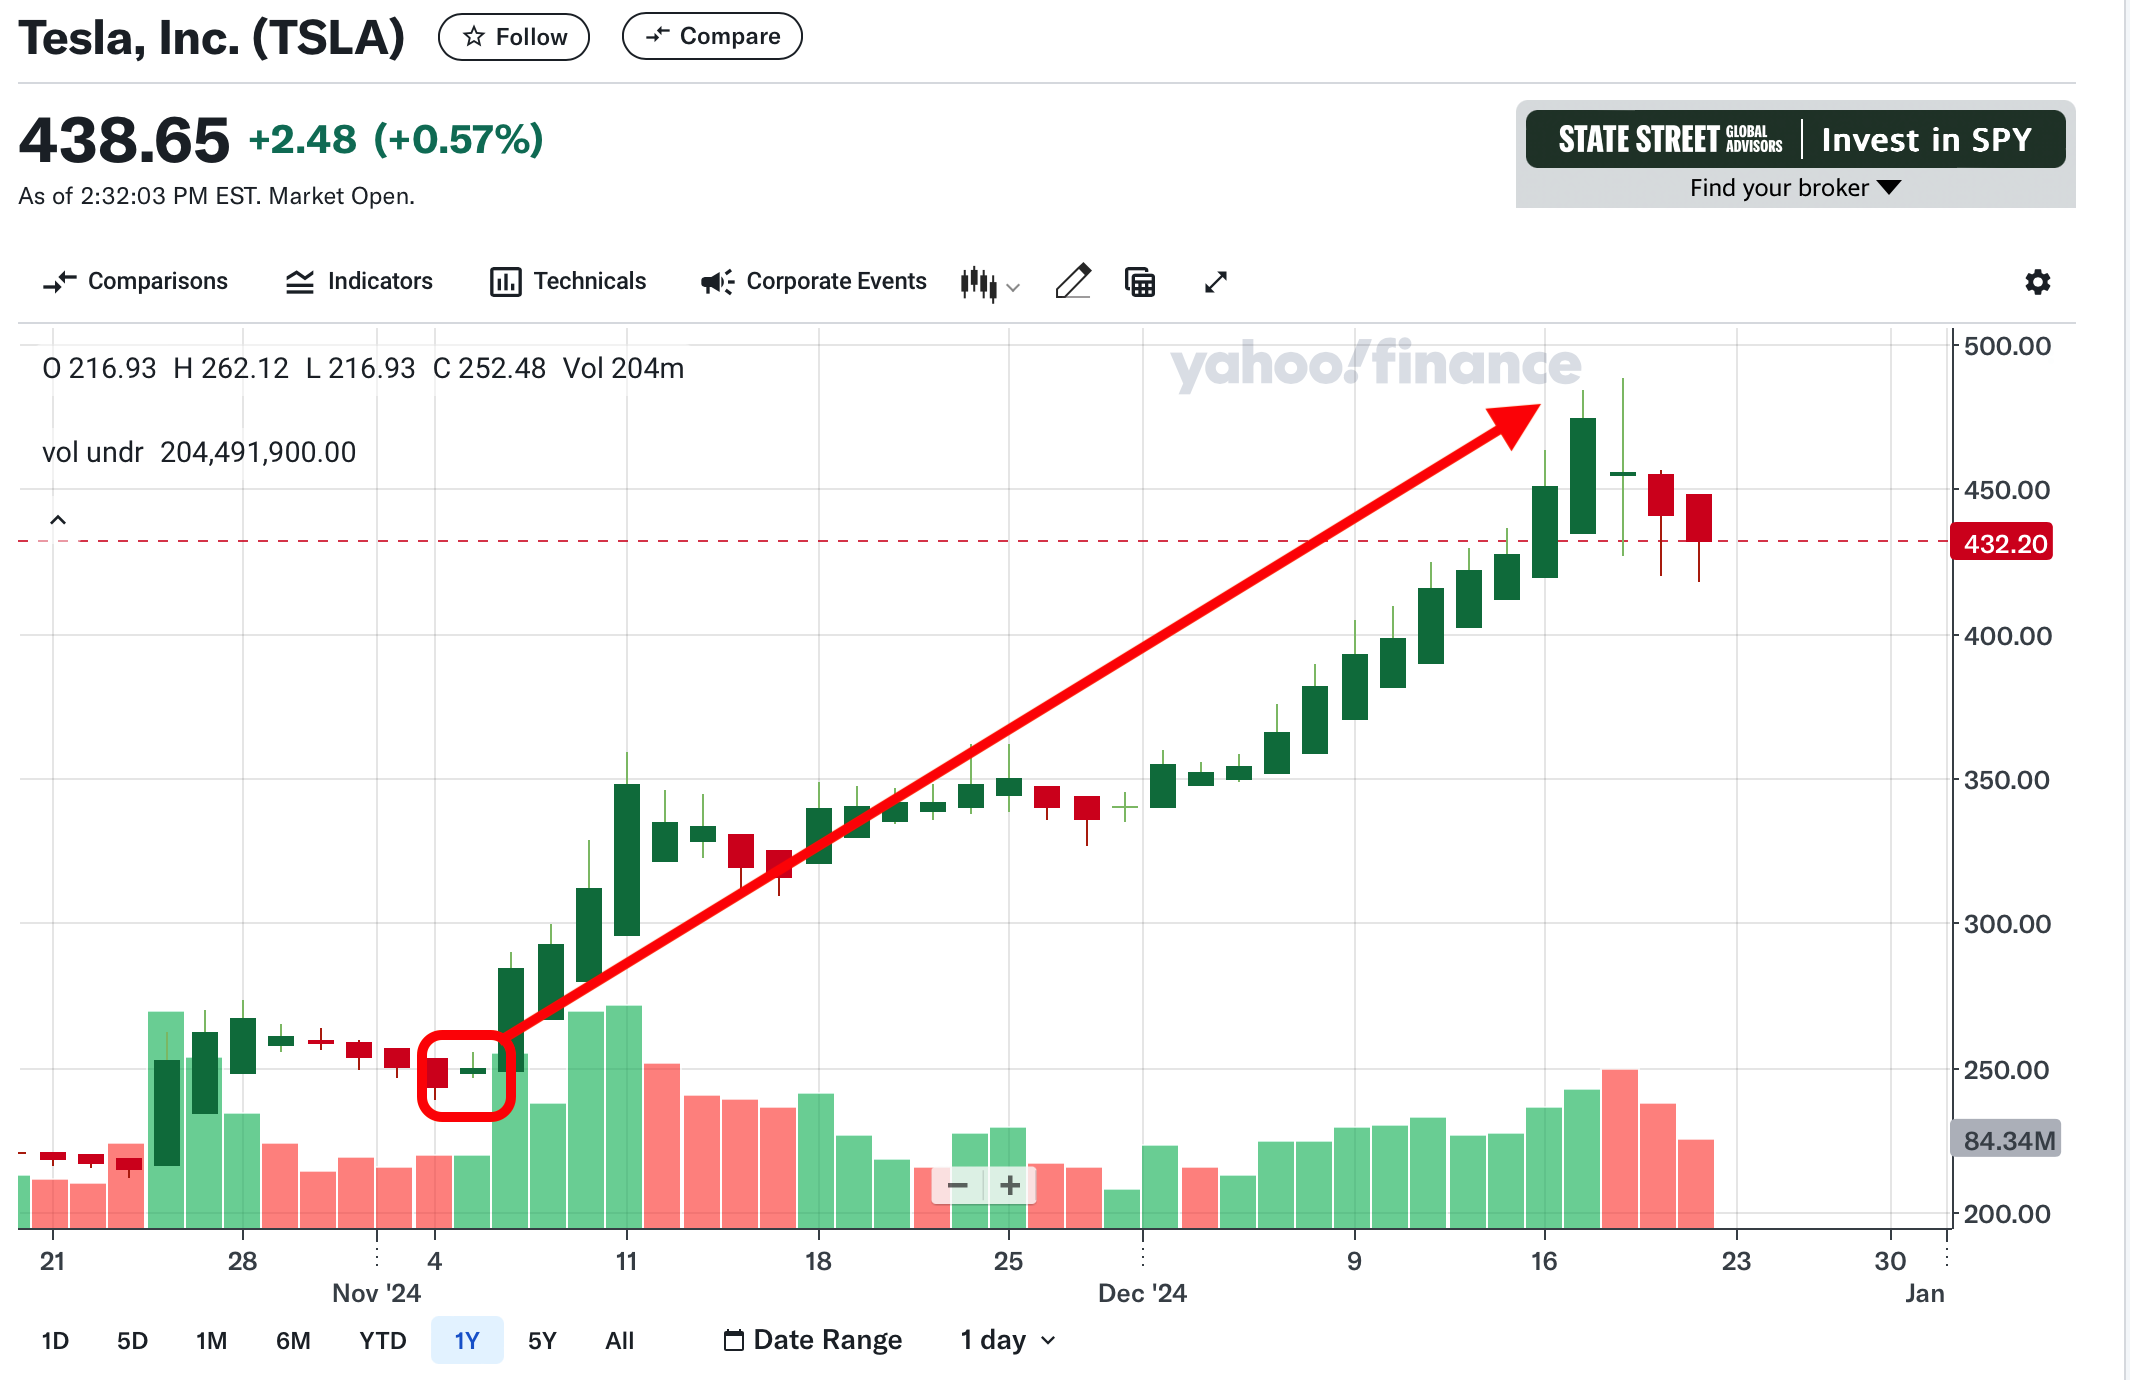 Tesla, Inc. (TSLA) Follow Compare
438.65 +2.48 (+0.57%)
As of 2:32:03 PM EST. Market Open.
STATE STREET GLOBAL ADVISORS Invest in SPY
Find your broker
Comparisons Indicators Technicals Corporate Events
yahoo!finance
O 216.93 H 262.12 L 216.93 C 252.48 Vol 204m
vol undr 204,491,900.00
500.00
450.00
432.20
400.00
350.00
300.00
250.00
84.34M
200.00
− +
21 28 4 11 18 25 9 16 23 30
Nov '24 Dec '24 Jan
1D 5D 1M 6M YTD 1Y 5Y All Date Range 1 day